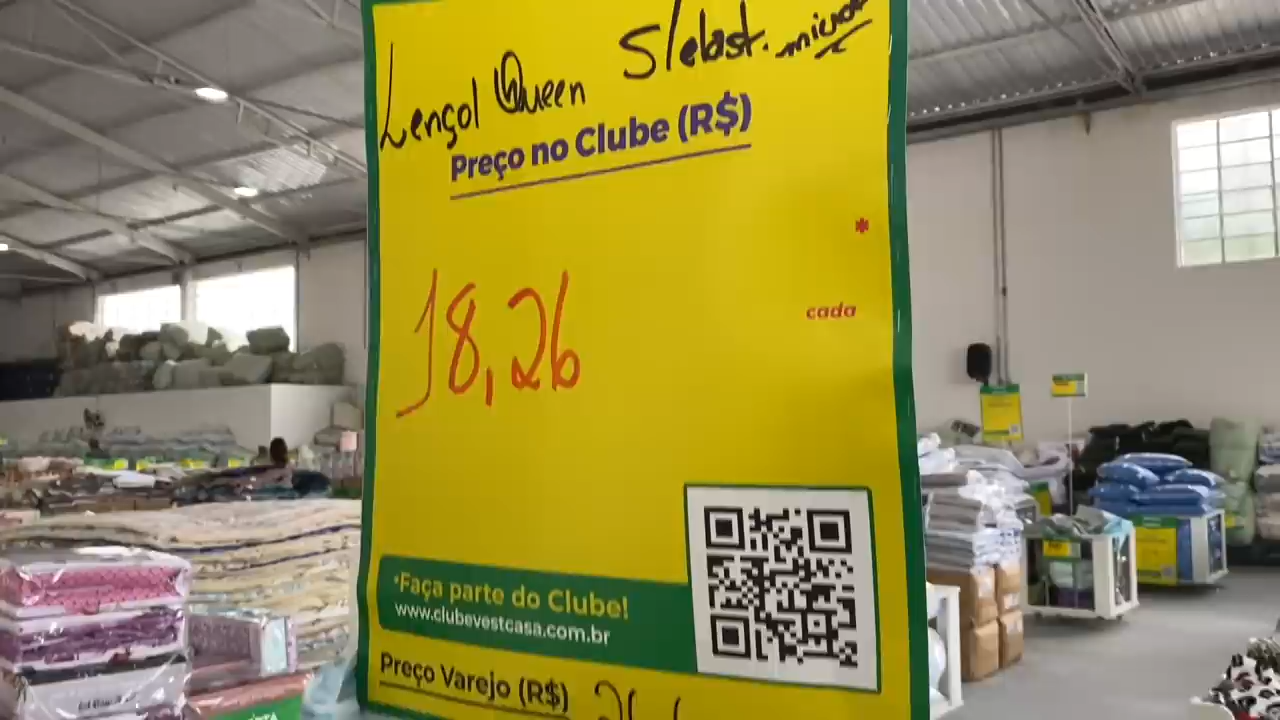 Lençol Queen S/elast.
Preço no Clube (R$)
*
cada
18,26
*Faça parte do Clube!
www.clubevestcasa.com.br
Preço Varejo (R$)